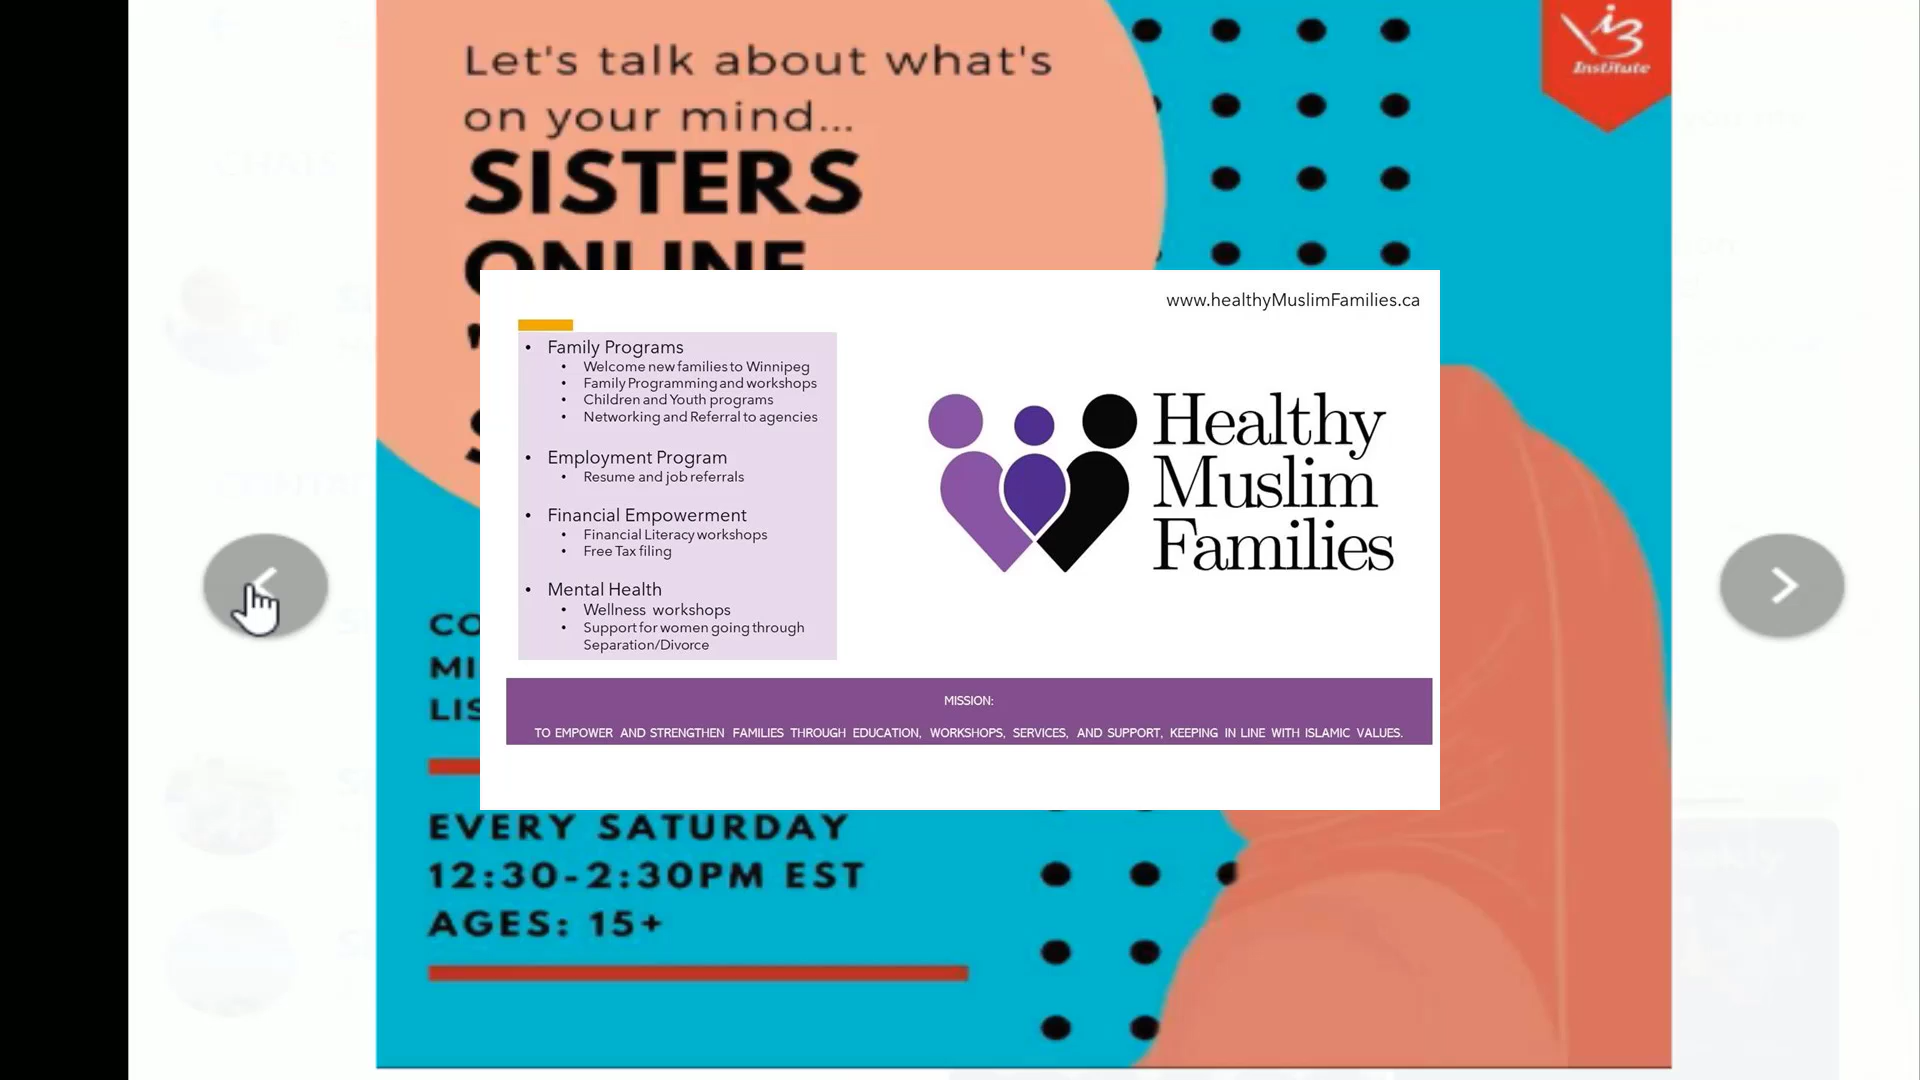 Let's talk about what's
on your mind...
SISTERS
ONLINE
i3
Institute
www.healthyMuslimFamilies.ca
• Family Programs
• Welcome new families to Winnipeg
• Family Programming and workshops
• Children and Youth programs
• Networking and Referral to agencies
• Employment Program
• Resume and job referrals
• Financial Empowerment
• Financial Literacy workshops
• Free Tax filing
• Mental Health
• Wellness workshops
• Support for women going through
Separation/Divorce
Healthy
Muslim
Families
MISSION:
TO EMPOWER AND STRENGTHEN FAMILIES THROUGH EDUCATION, WORKSHOPS, SERVICES, AND SUPPORT, KEEPING IN LINE WITH ISLAMIC VALUES.
EVERY SATURDAY
12:30-2:30PM EST
AGES: 15+